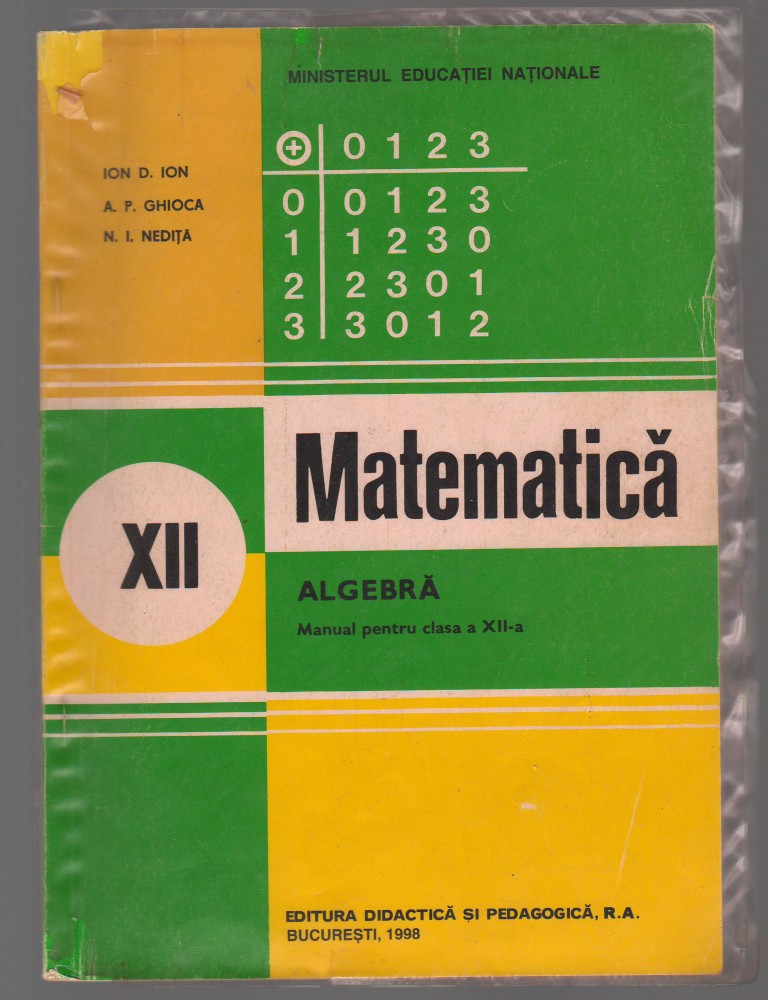 MINISTERUL EDUCAȚIEI NAȚIONALE
ION D. ION
A. P. GHIOCA
N. I. NEDIȚĂ
+ 0 1 2 3
0 0 1 2 3
1 1 2 3 0
2 2 3 0 1
3 3 0 1 2
Matematică
XII
ALGEBRĂ
Manual pentru clasa a XII-a
EDITURA DIDACTICĂ ȘI PEDAGOGICĂ, R.A.
BUCUREȘTI, 1998